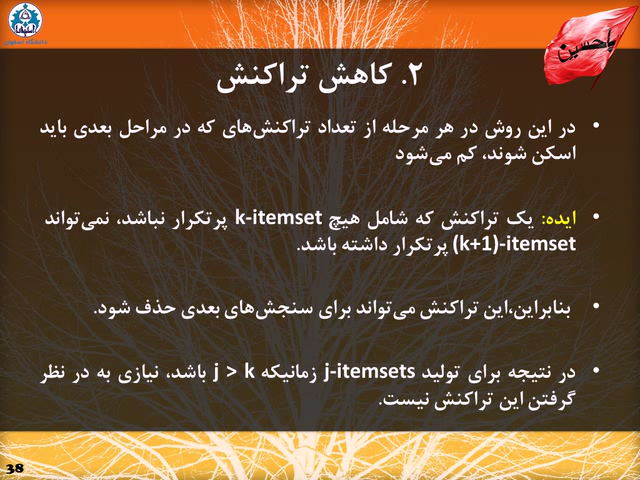 دانشگاه اصفهان
یا حسین
۲. کاهش تراکنش
• در این روش در هر مرحله از تعداد تراکنش‌های که در مراحل بعدی باید
اسکن شوند، کم می‌شود
• ایده: یک تراکنش که شامل هیچ k-itemset پرتکرار نباشد، نمی‌تواند
(k+1)-itemset پرتکرار داشته باشد.
• بنابراین،این تراکنش می‌تواند برای سنجش‌های بعدی حذف شود.
• در نتیجه برای تولید j-itemsets زمانیکه j > k باشد، نیازی به در نظر
گرفتن این تراکنش نیست.
38